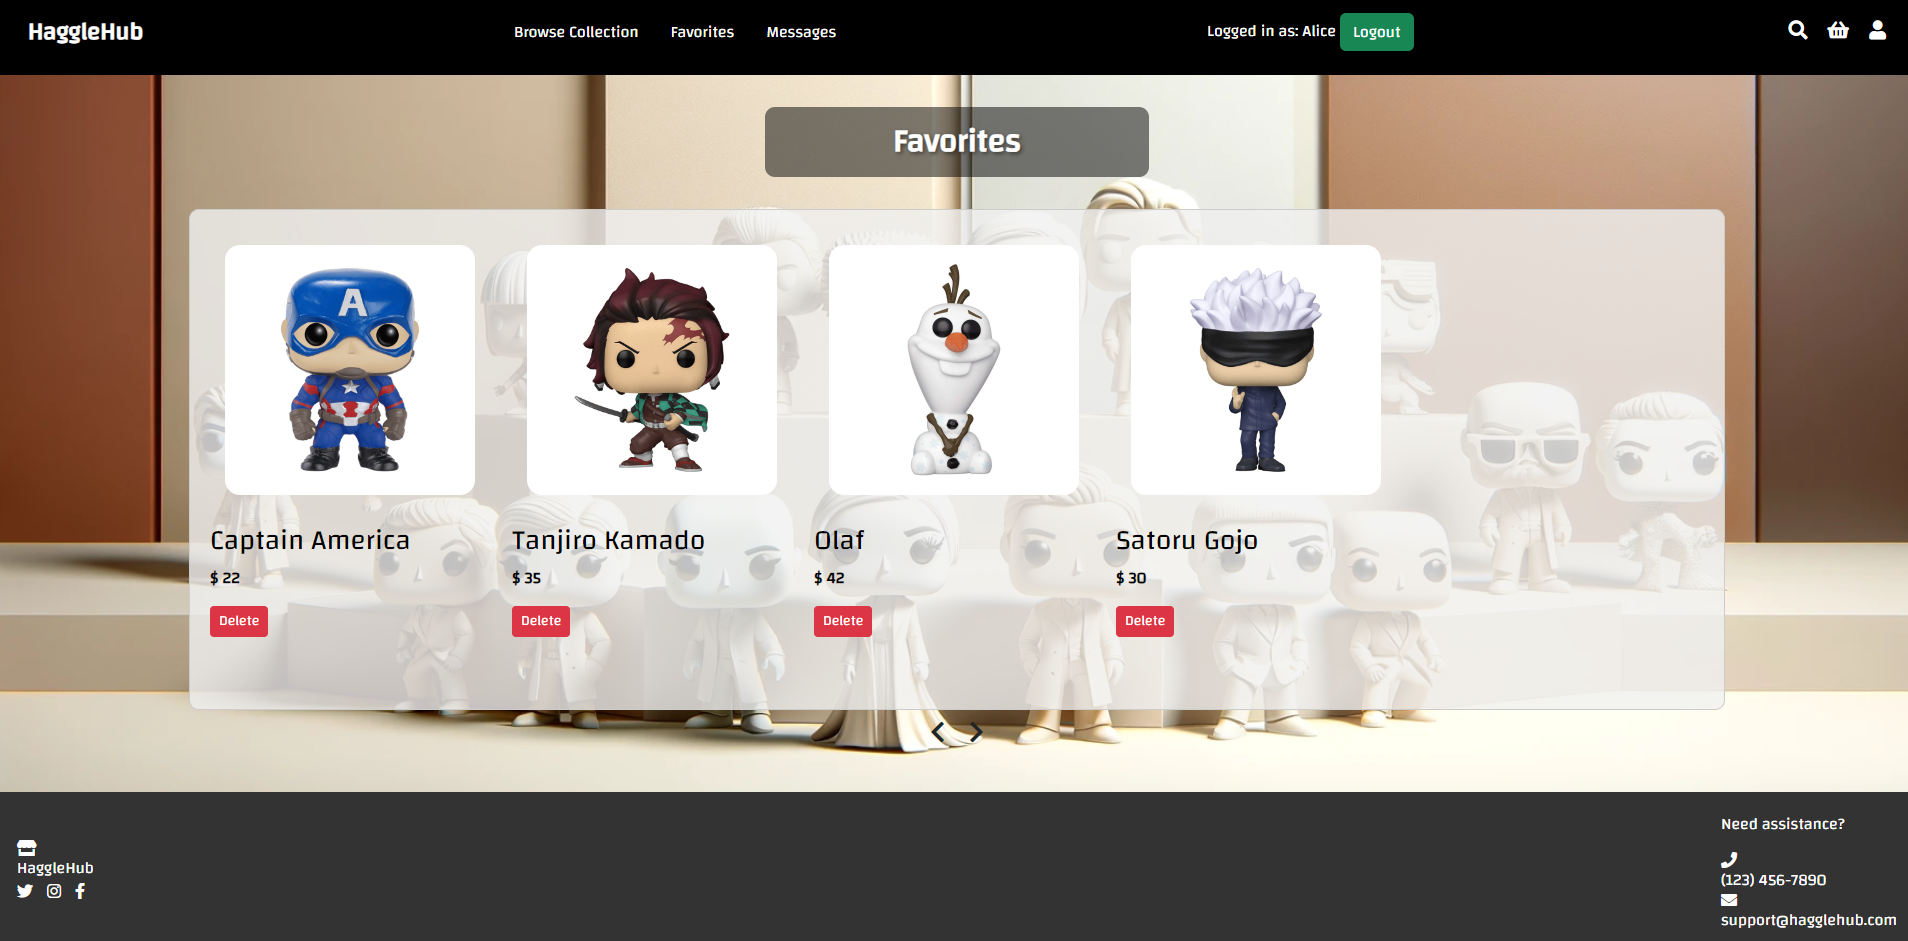 HaggleHub
Browse Collection Favorites Messages
Logged in as: Alice Logout
Favorites
A
Captain America
$ 22
Delete
Tanjiro Kamado
$ 35
Delete
Olaf
$ 42
Delete
Satoru Gojo
$ 30
Delete
HaggleHub
Need assistance?
(123) 456-7890
support@hagglehub.com